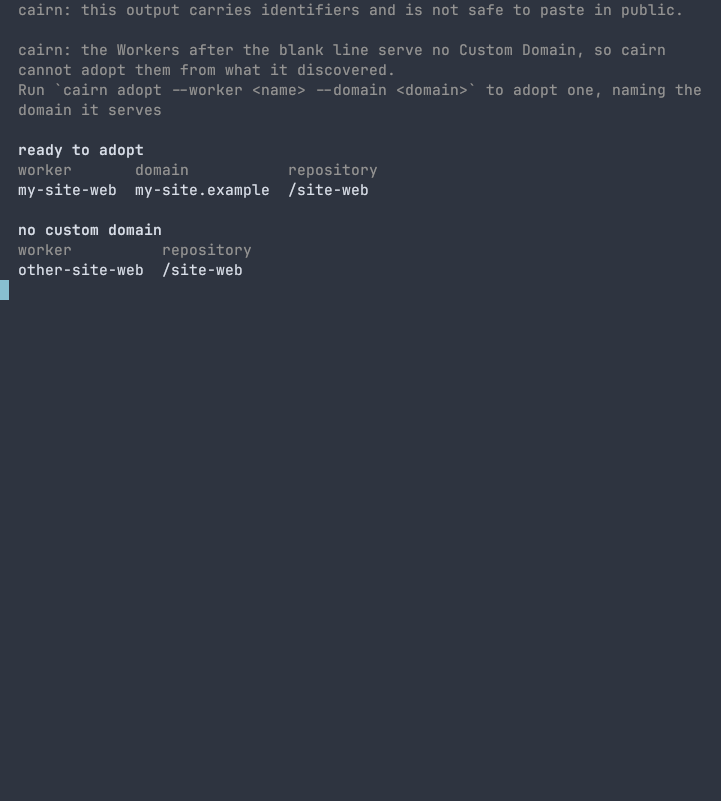 cairn: this output carries identifiers and is not safe to paste in public.
cairn: the Workers after the blank line serve no Custom Domain, so cairn
cannot adopt them from what it discovered.
Run `cairn adopt --worker <name> --domain <domain>` to adopt one, naming the
domain it serves
ready to adopt
worker       domain           repository
my-site-web  my-site.example  /site-web
no custom domain
worker          repository
other-site-web  /site-web